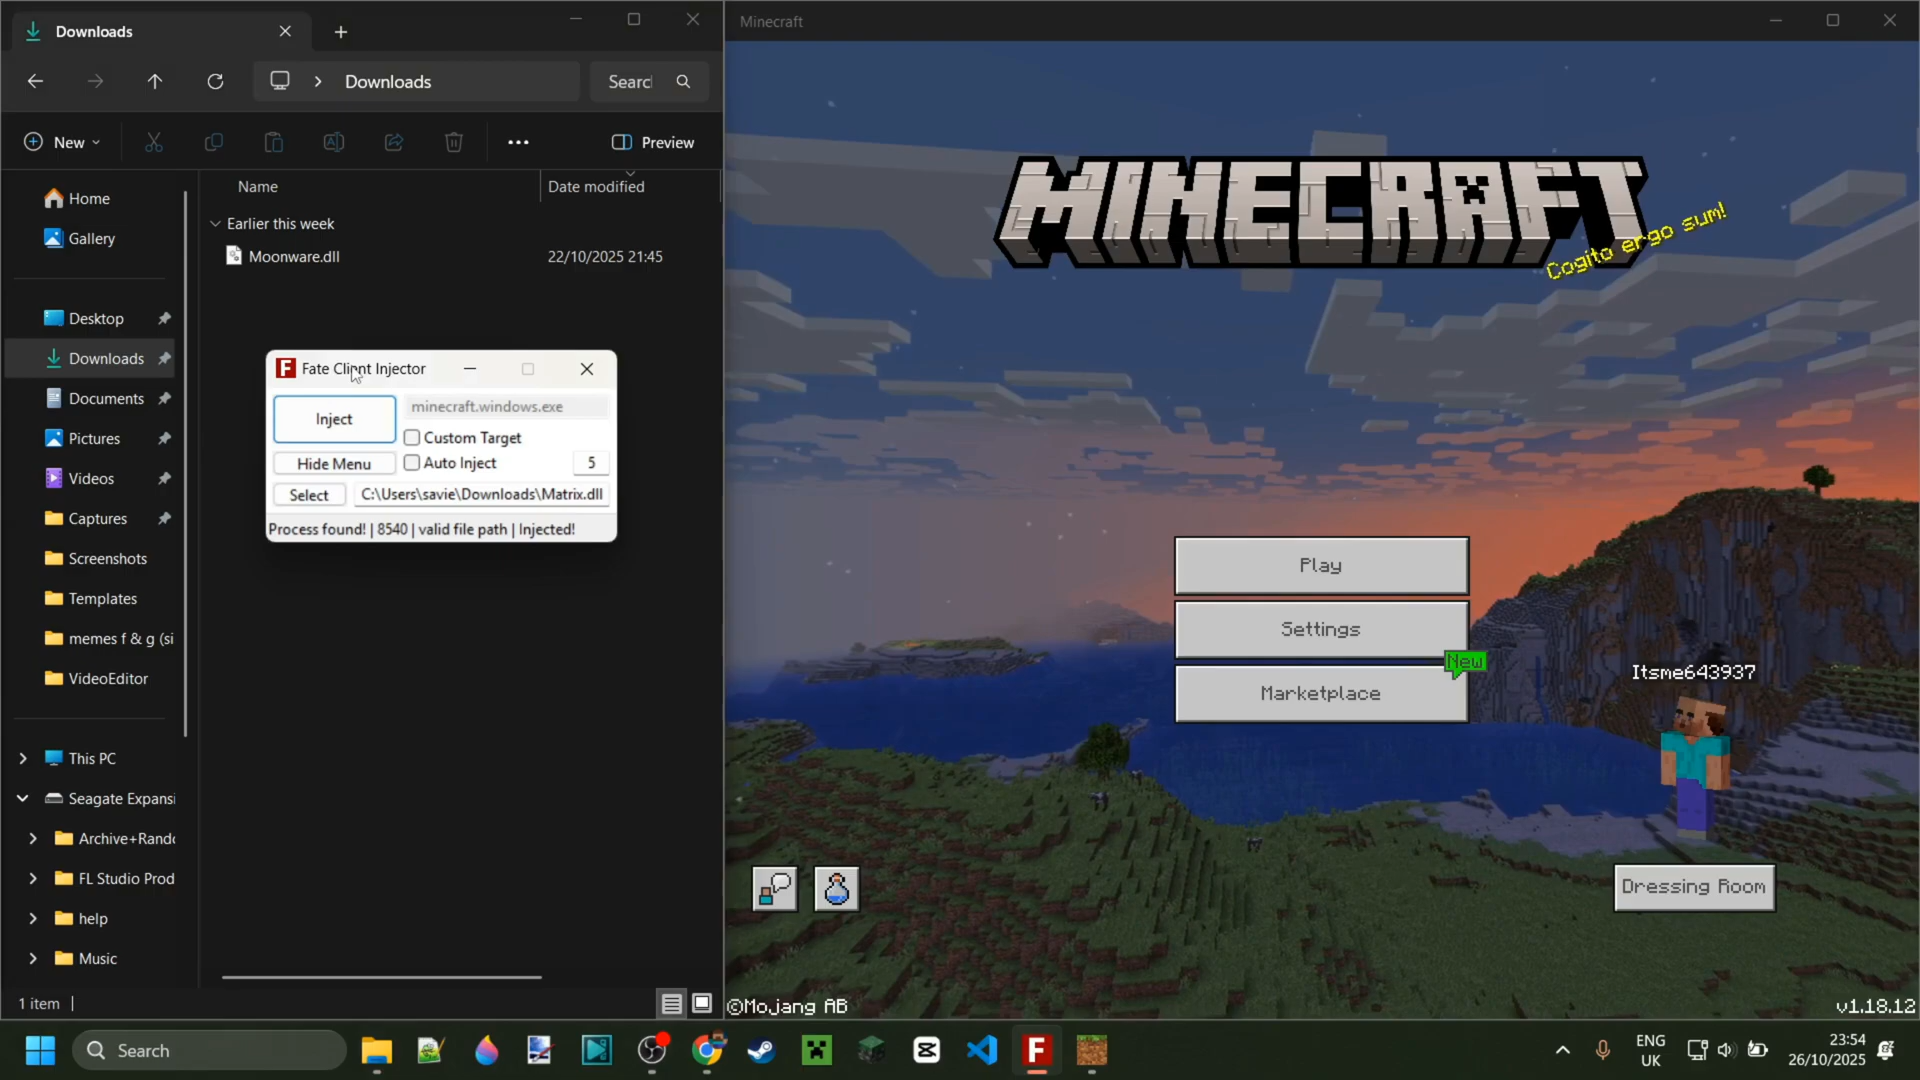 Downloads
Downloads
Searc
New
Preview
Name
Date modified
Home
Gallery
Earlier this week
Moonware.dll
22/10/2025 21:45
Desktop
Downloads
Documents
Pictures
Videos
Captures
Screenshots
Templates
memes f & g (si
VideoEditor
This PC
Seagate Expansi
Archive+Rando
FL Studio Prod
help
Music
1 item
Fate Client Injector
Inject
minecraft.windows.exe
Custom Target
Hide Menu
Auto Inject
5
Select
C:\Users\savie\Downloads\Matrix.dll
Process found! | 8540 | valid file path | Injected!
Minecraft
MINECRAFT
Cogito ergo sum!
Play
Settings
New
Marketplace
Itsme643937
Dressing Room
©Mojang AB
v1.18.12
Search
ENG
UK
23:54
26/10/2025